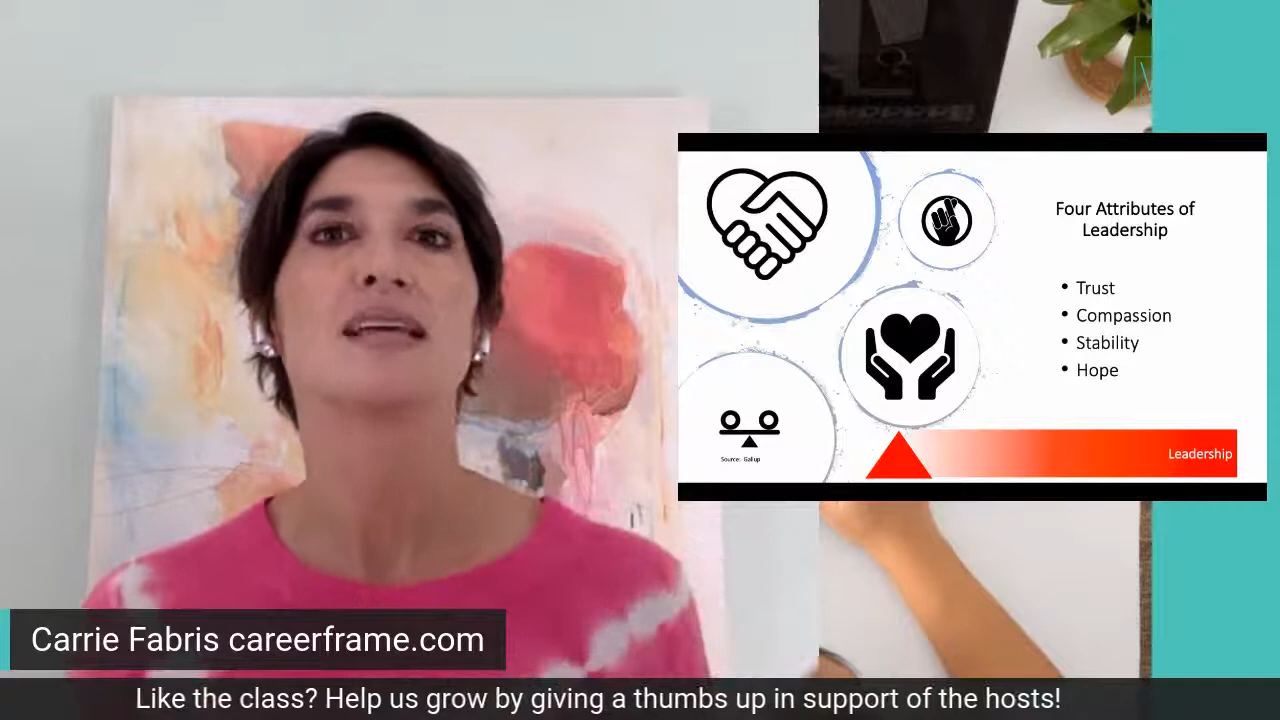 Four Attributes of
Leadership
• Trust
• Compassion
• Stability
• Hope
Source: Gallup
Leadership
Carrie Fabris careerframe.com
Like the class? Help us grow by giving a thumbs up in support of the hosts!